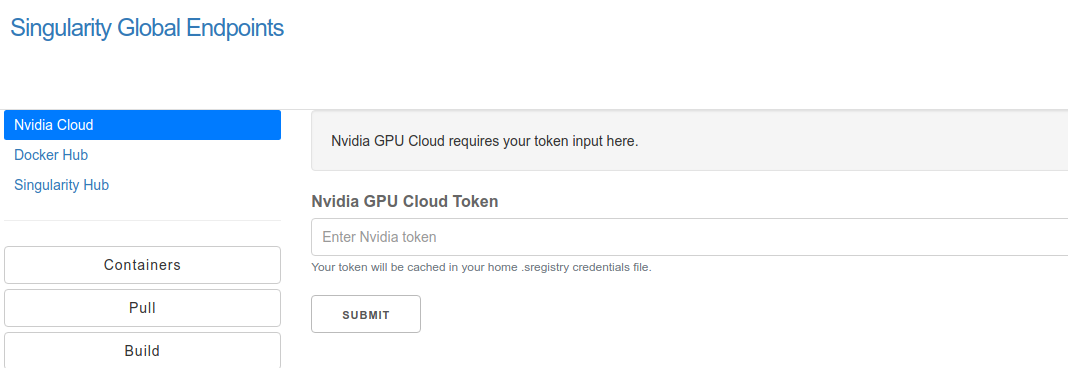 Singularity Global Endpoints
Nvidia Cloud
Docker Hub
Singularity Hub
Containers
Pull
Build
Nvidia GPU Cloud requires your token input here.
Nvidia GPU Cloud Token
Enter Nvidia token
Your token will be cached in your home .sregistry credentials file.
SUBMIT